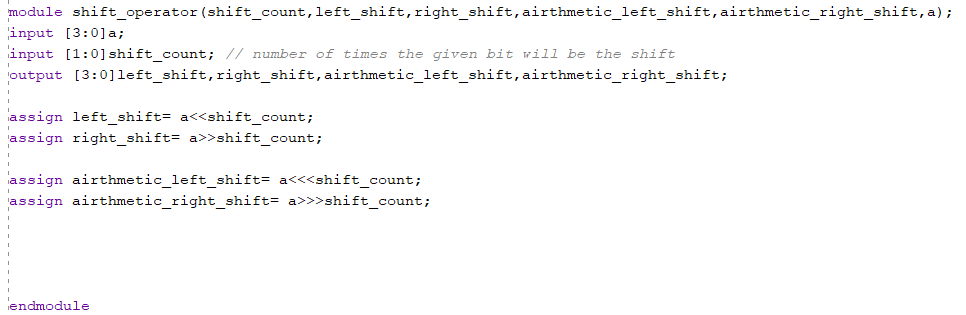 module shift_operator(shift_count,left_shift,right_shift,airthmetic_left_shift,airthmetic_right_shift,a);
input [3:0]a;
input [1:0]shift_count; // number of times the given bit will be the shift
output [3:0]left_shift,right_shift,airthmetic_left_shift,airthmetic_right_shift;
assign left_shift= a<<shift_count;
assign right_shift= a>>shift_count;
assign airthmetic_left_shift= a<<<shift_count;
assign airthmetic_right_shift= a>>>shift_count;
endmodule